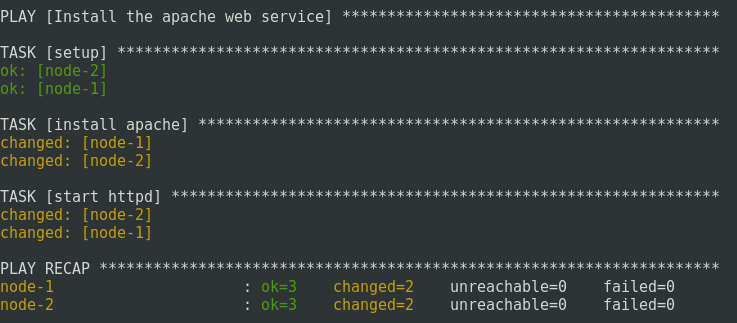 PLAY [Install the apache web service] ******************************************

TASK [setup] *******************************************************************
ok: [node-2]
ok: [node-1]

TASK [install apache] **********************************************************
changed: [node-1]
changed: [node-2]

TASK [start httpd] *************************************************************
changed: [node-2]
changed: [node-1]

PLAY RECAP *********************************************************************
node-1                     : ok=3    changed=2    unreachable=0    failed=0
node-2                     : ok=3    changed=2    unreachable=0    failed=0